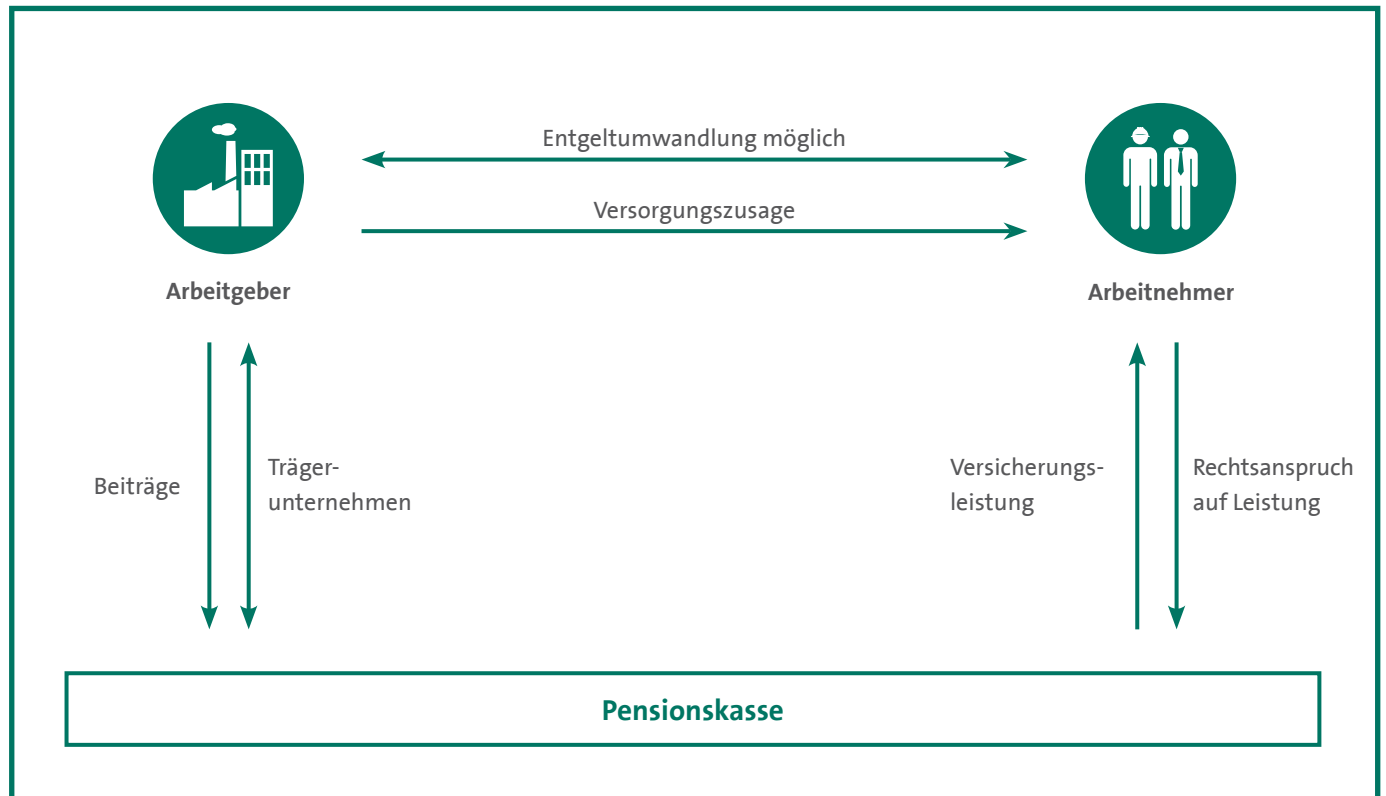 Entgeltumwandlung möglich
Versorgungszusage
Arbeitgeber
Arbeitnehmer
Beiträge
Träger-
unternehmen
Versicherungs-
leistung
Rechtsanspruch
auf Leistung
Pensionskasse